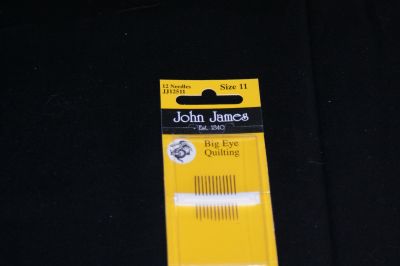 12 Needles Size 11
JJ12511
John James
Est. 1840
Big Eye
Quilting